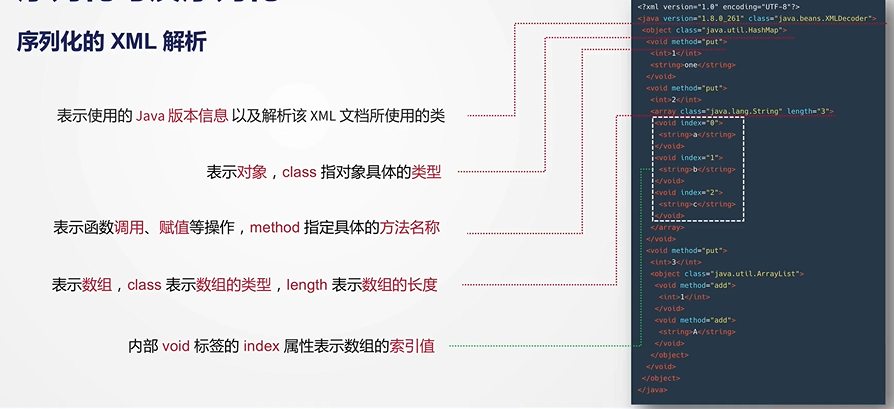 序列化的 XML 解析
表示使用的 Java 版本信息 以及解析该 XML 文档所使用的类
表示对象，class 指对象具体的类型
表示函数调用、赋值等操作，method 指定具体的方法名称
表示数组，class 表示数组的类型，length 表示数组的长度
内部 void 标签的 index 属性表示数组的索引值
<?xml version="1.0" encoding="UTF-8"?>
<java version="1.8.0_261" class="java.beans.XMLDecoder">
<object class="java.util.HashMap">
<void method="put">
<int>1</int>
<string>one</string>
</void>
<void method="put">
<int>2</int>
<array class="java.lang.String" length="3">
<void index="0">
<string>a</string>
</void>
<void index="1">
<string>b</string>
</void>
<void index="2">
<string>c</string>
</void>
</array>
</void>
<void method="put">
<int>3</int>
<object class="java.util.ArrayList">
<void method="add">
<int>1</int>
</void>
<void method="add">
<string>A</string>
</void>
</object>
</void>
</object>
</java>